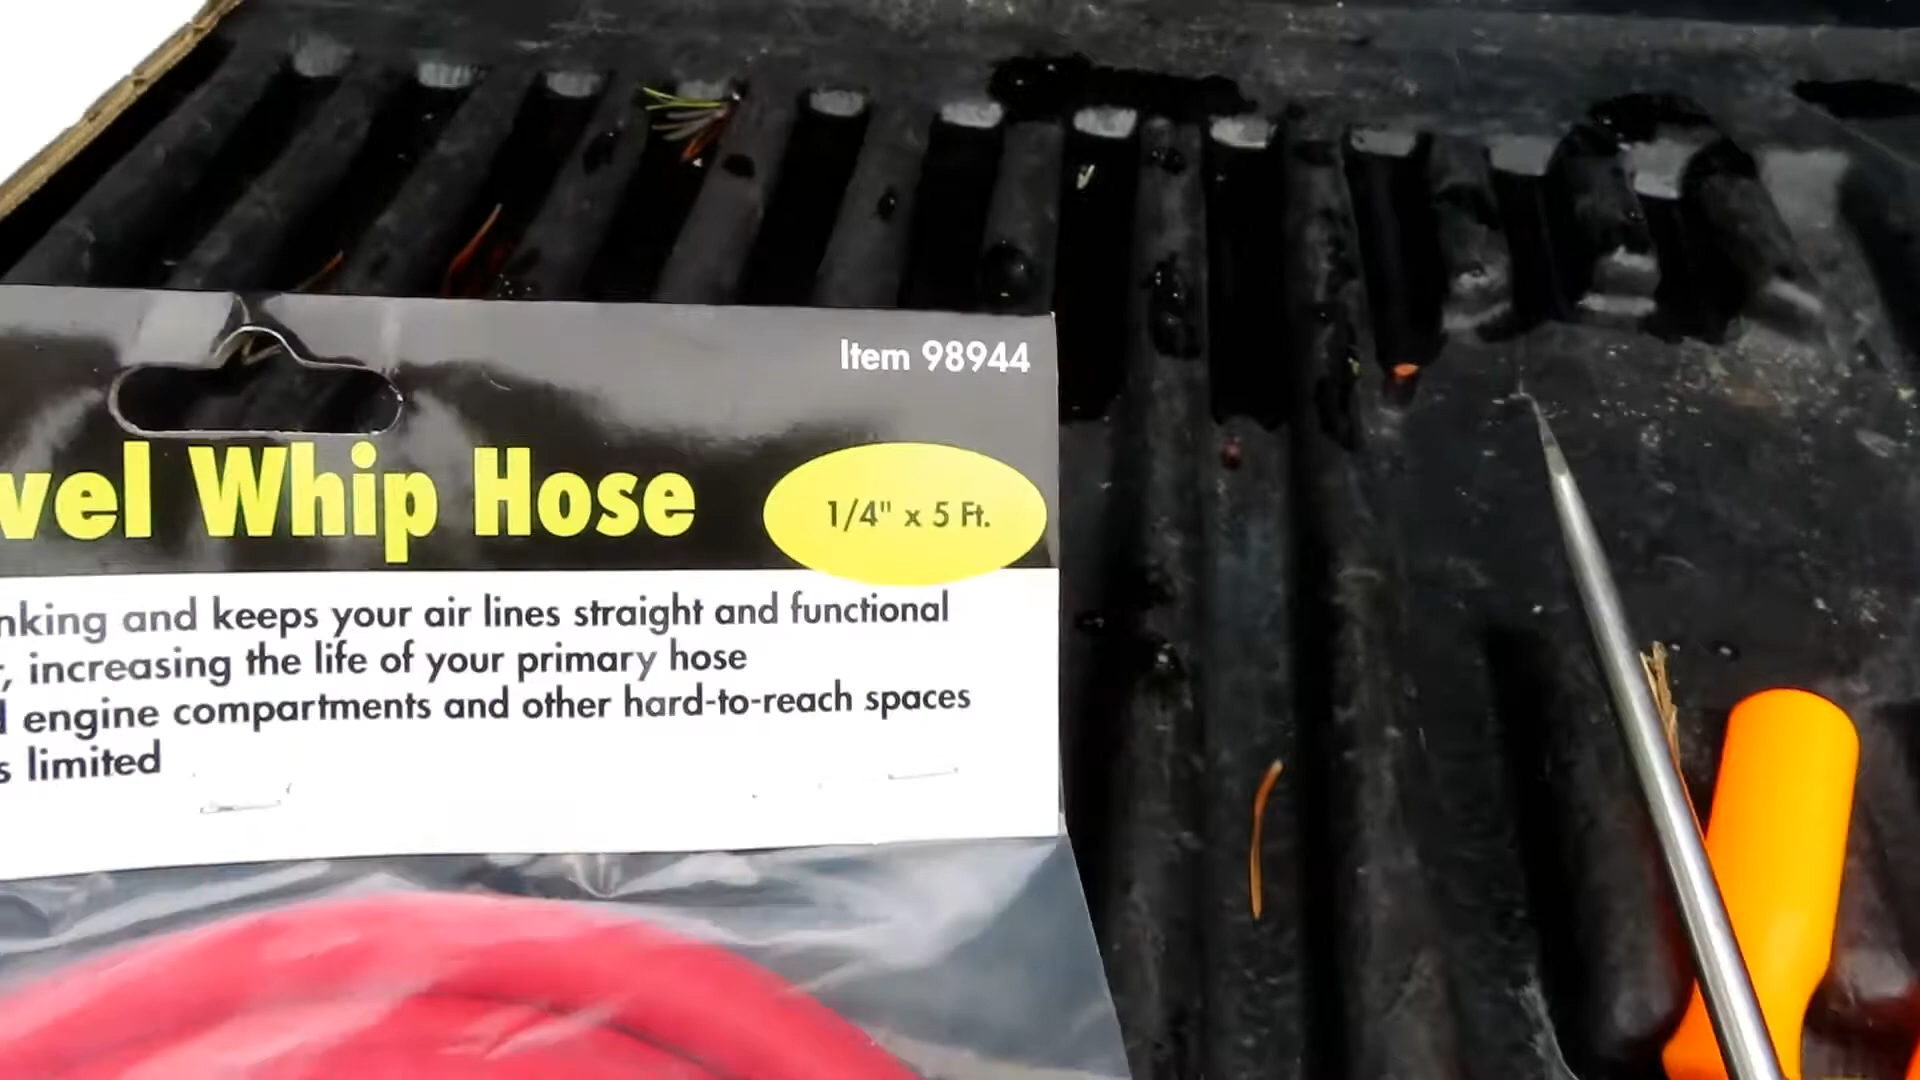 Item 98944
vel Whip Hose
1/4" x 5 Ft.
nking and keeps your air lines straight and functional
, increasing the life of your primary hose
engine compartments and other hard-to-reach spaces
s limited